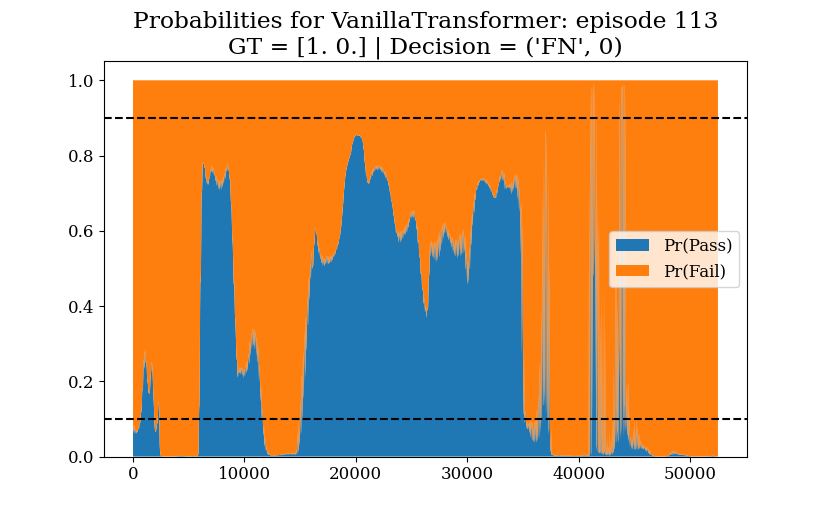 Probabilities for VanillaTransformer: episode 113
GT = [1. 0.] | Decision = ('FN', 0)
1.0
0.8
0.6
0.4
0.2
0.0
Pr(Pass)
Pr(Fail)
0 10000 20000 30000 40000 50000